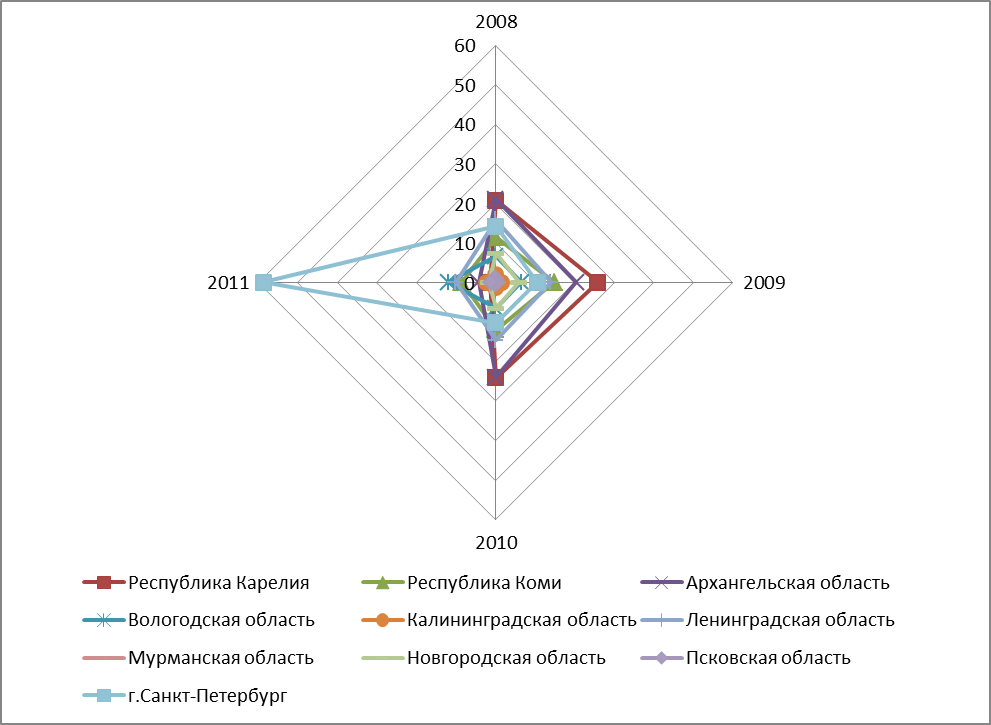 2008
60
50
40
30
20
10
2011 0 2009
2010
Республика Карелия Республика Коми Архангельская область
Вологодская область Калининградская область Ленинградская область
Мурманская область Новгородская область Псковская область
г.Санкт-Петербург